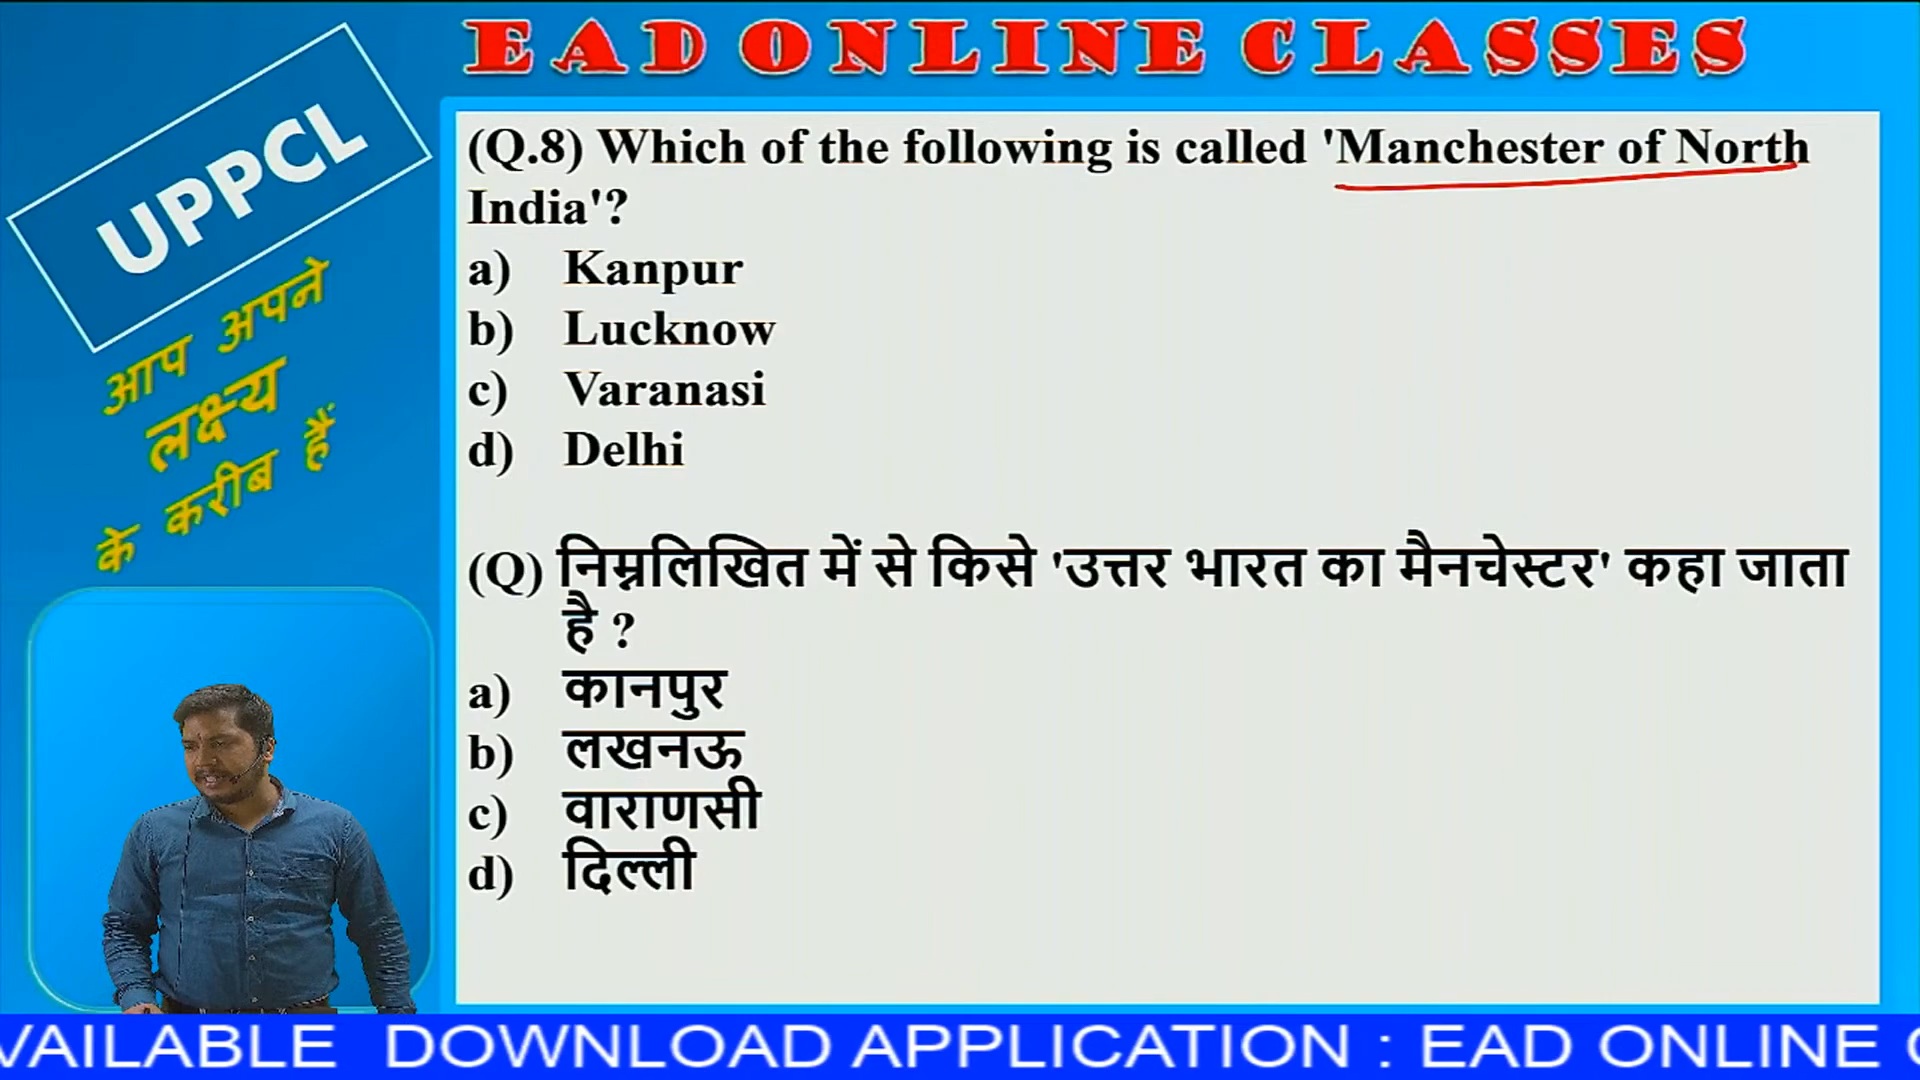 EAD ONLINE CLASSES
UPPCL
आप अपने
लक्ष्य
के करीब हैं
(Q.8) Which of the following is called 'Manchester of North
India'?
a) Kanpur
b) Lucknow
c) Varanasi
d) Delhi
(Q) निम्नलिखित में से किसे 'उत्तर भारत का मैनचेस्टर' कहा जाता
है ?
a) कानपुर
b) लखनऊ
c) वाराणसी
d) दिल्ली
VAILABLE DOWNLOAD APPLICATION : EAD ONLINE